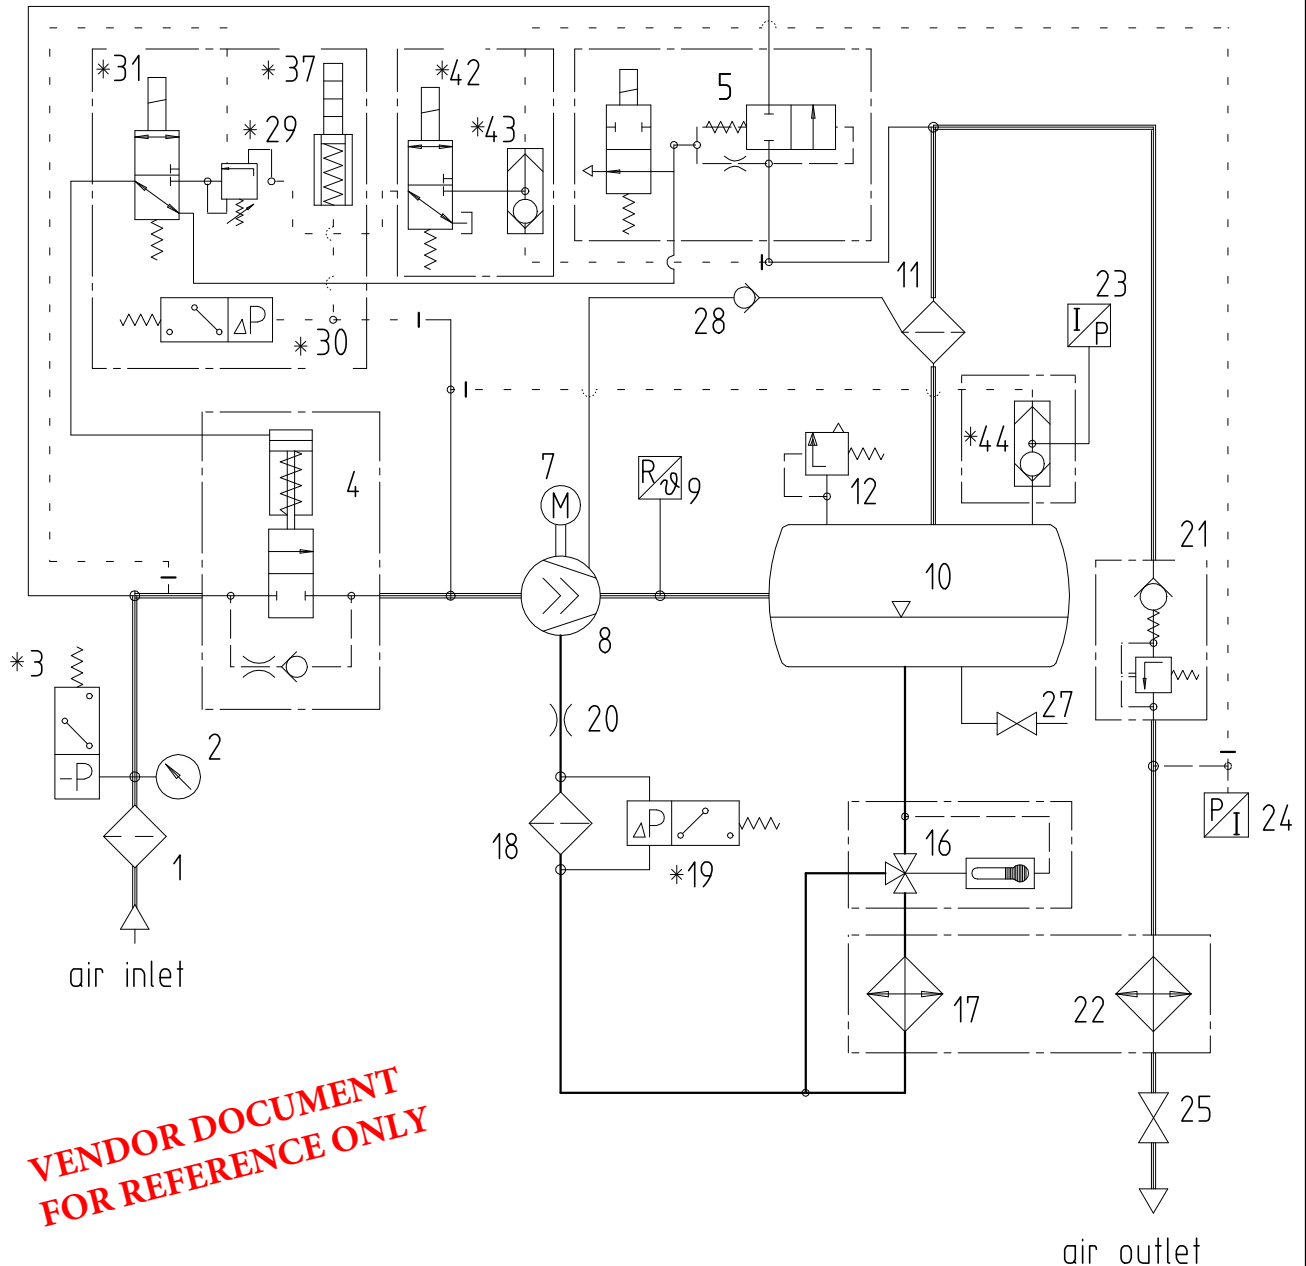 *31
*37
*42
5
*29
*43
11
23
28
I
P
ΔP
*30
*44
4
7
R
ϑ
9
12
M
21
10
8
*3
2
20
27
-P
P
I
24
18
ΔP
16
*19
1
air inlet
17
22
25
VENDOR DOCUMENT
FOR REFERENCE ONLY
air outlet